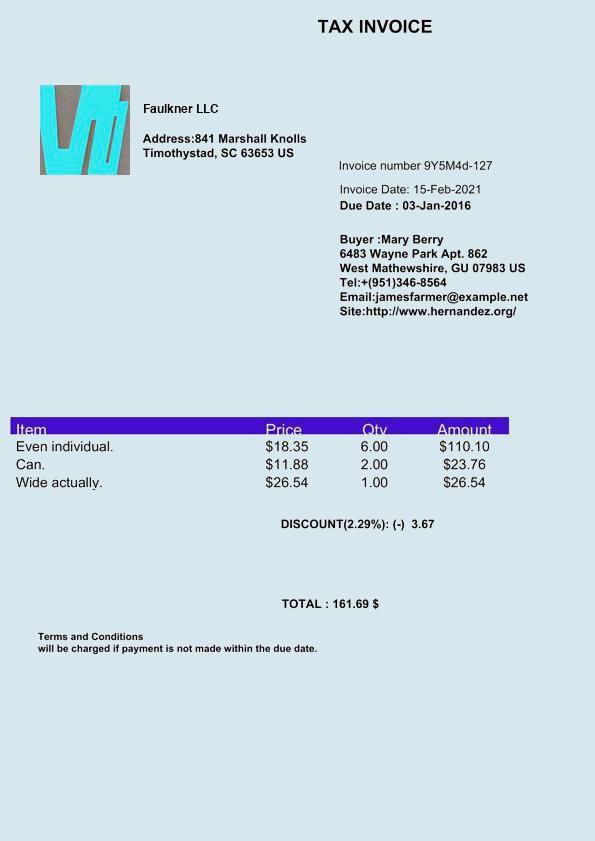 TAX INVOICE
Faulkner LLC
Address:841 Marshall Knolls
Timothystad, SC 63653 US
Invoice number 9Y5M4d-127
Invoice Date: 15-Feb-2021
Due Date : 03-Jan-2016
Buyer :Mary Berry
6483 Wayne Park Apt. 862
West Mathewshire, GU 07983 US
Tel:+(951)346-8564
Email:jamesfarmer@example.net
Site:http://www.hernandez.org/
Item Price Qty Amount
Even individual. $18.35 6.00 $110.10
Can. $11.88 2.00 $23.76
Wide actually. $26.54 1.00 $26.54
DISCOUNT(2.29%): (-) 3.67
TOTAL : 161.69 $
Terms and Conditions
will be charged if payment is not made within the due date.